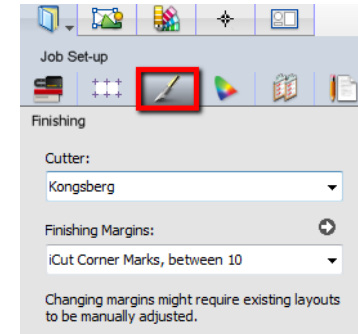 Job Set-up
Finishing
Cutter:
Kongsberg
Finishing Margins:
iCut Corner Marks, between 10
Changing margins might require existing layouts
to be manually adjusted.